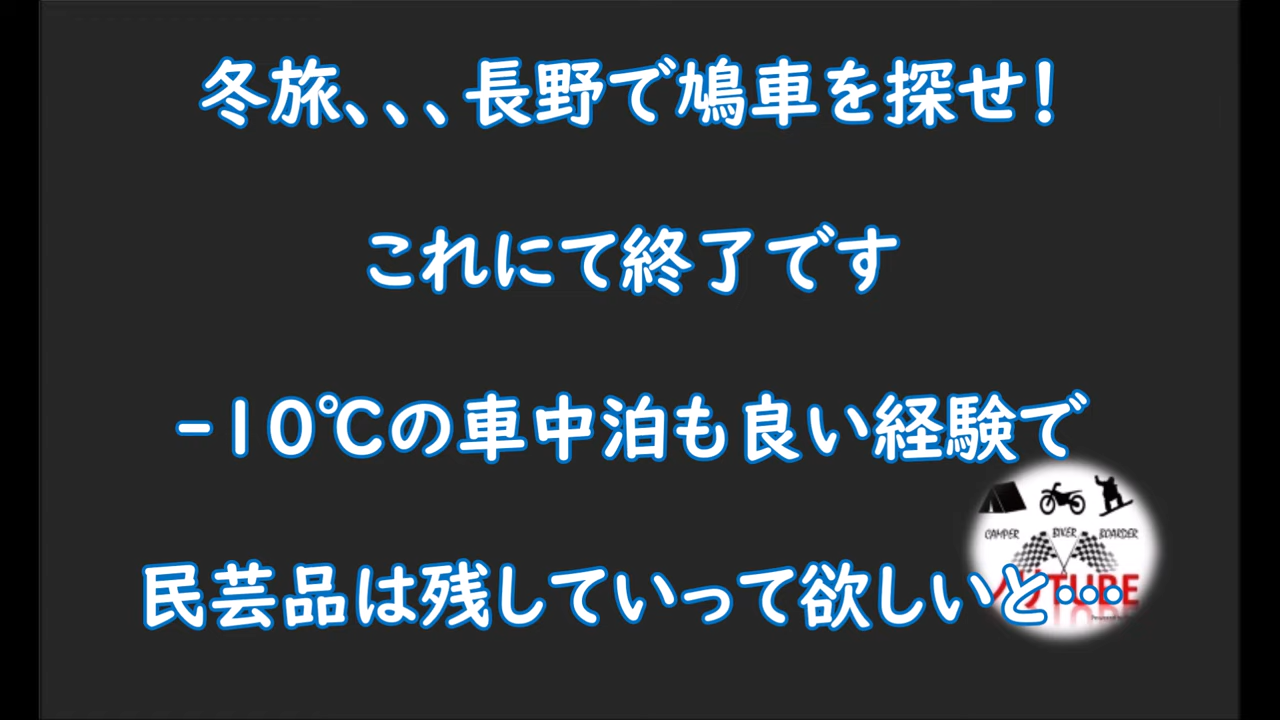 冬旅、、、長野で鳩車を探せ！
これにて終了です
-10℃の車中泊も良い経験で
CAMPER BIKER BOARDER
民芸品は残していって欲しいと・・・
TUBE